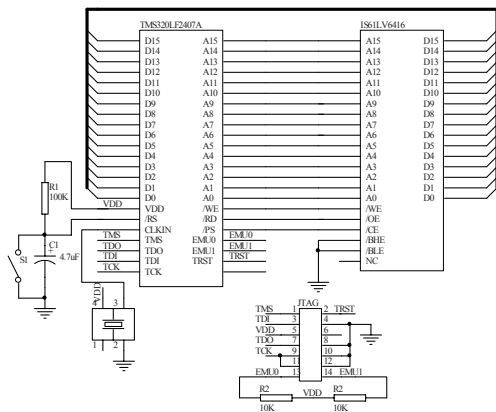 TMS320LF2407A IS61LV6416
D15 A15 A15 D15
D14 A14 A14 D14
D13 A13 A13 D13
D12 A12 A12 D12
D11 A11 A11 D11
D10 A10 A10 D10
D9 A9 A9 D9
D8 A8 A8 D8
D7 A7 A7 D7
D6 A6 A6 D6
D5 A5 A5 D5
D4 A4 A4 D4
D3 A3 A3 D3
D2 A2 A2 D2
D1 A1 A1 D1
D0 A0 A0 D0
R1
100K
VDD VDD /WE /WE
/RS /RD /OE
CLKIN /PS /CE
TMS TMS EMU0 EMU0 /BHE
TDO TDO EMU1 EMU1 /BLE
TDI TDI TRST TRST NC
TCK TCK
S1 + C1
4.7uF
VDD
4 3
1 2
JTAG
TMS 1 2 TRST
TDI 3 4
VDD 5 6
TDO 7 8
TCK 9 10
11 12
EMU0 13 14 EMU1
R2 VDD R2
10K 10K